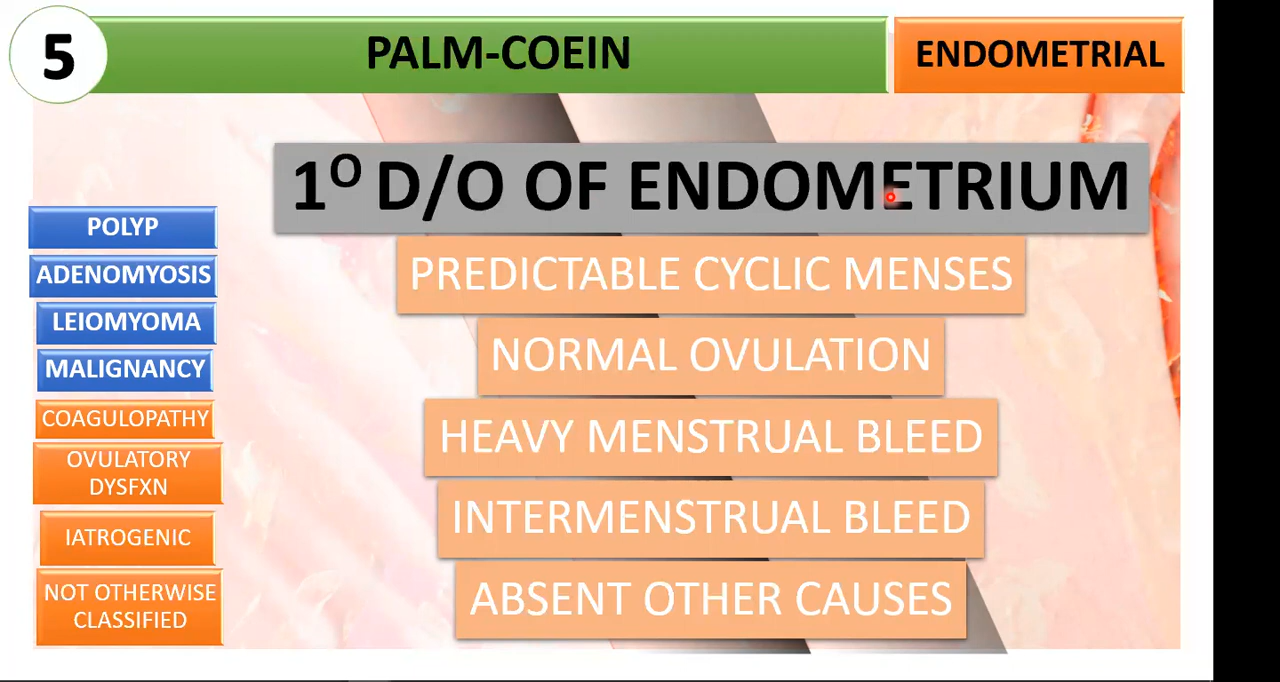 5
PALM-COEIN
ENDOMETRIAL
1º D/O OF ENDOMETRIUM
PREDICTABLE CYCLIC MENSES
NORMAL OVULATION
HEAVY MENSTRUAL BLEED
INTERMENSTRUAL BLEED
ABSENT OTHER CAUSES
POLYP
ADENOMYOSIS
LEIOMYOMA
MALIGNANCY
COAGULOPATHY
OVULATORY
DYSFXN
IATROGENIC
NOT OTHERWISE
CLASSIFIED